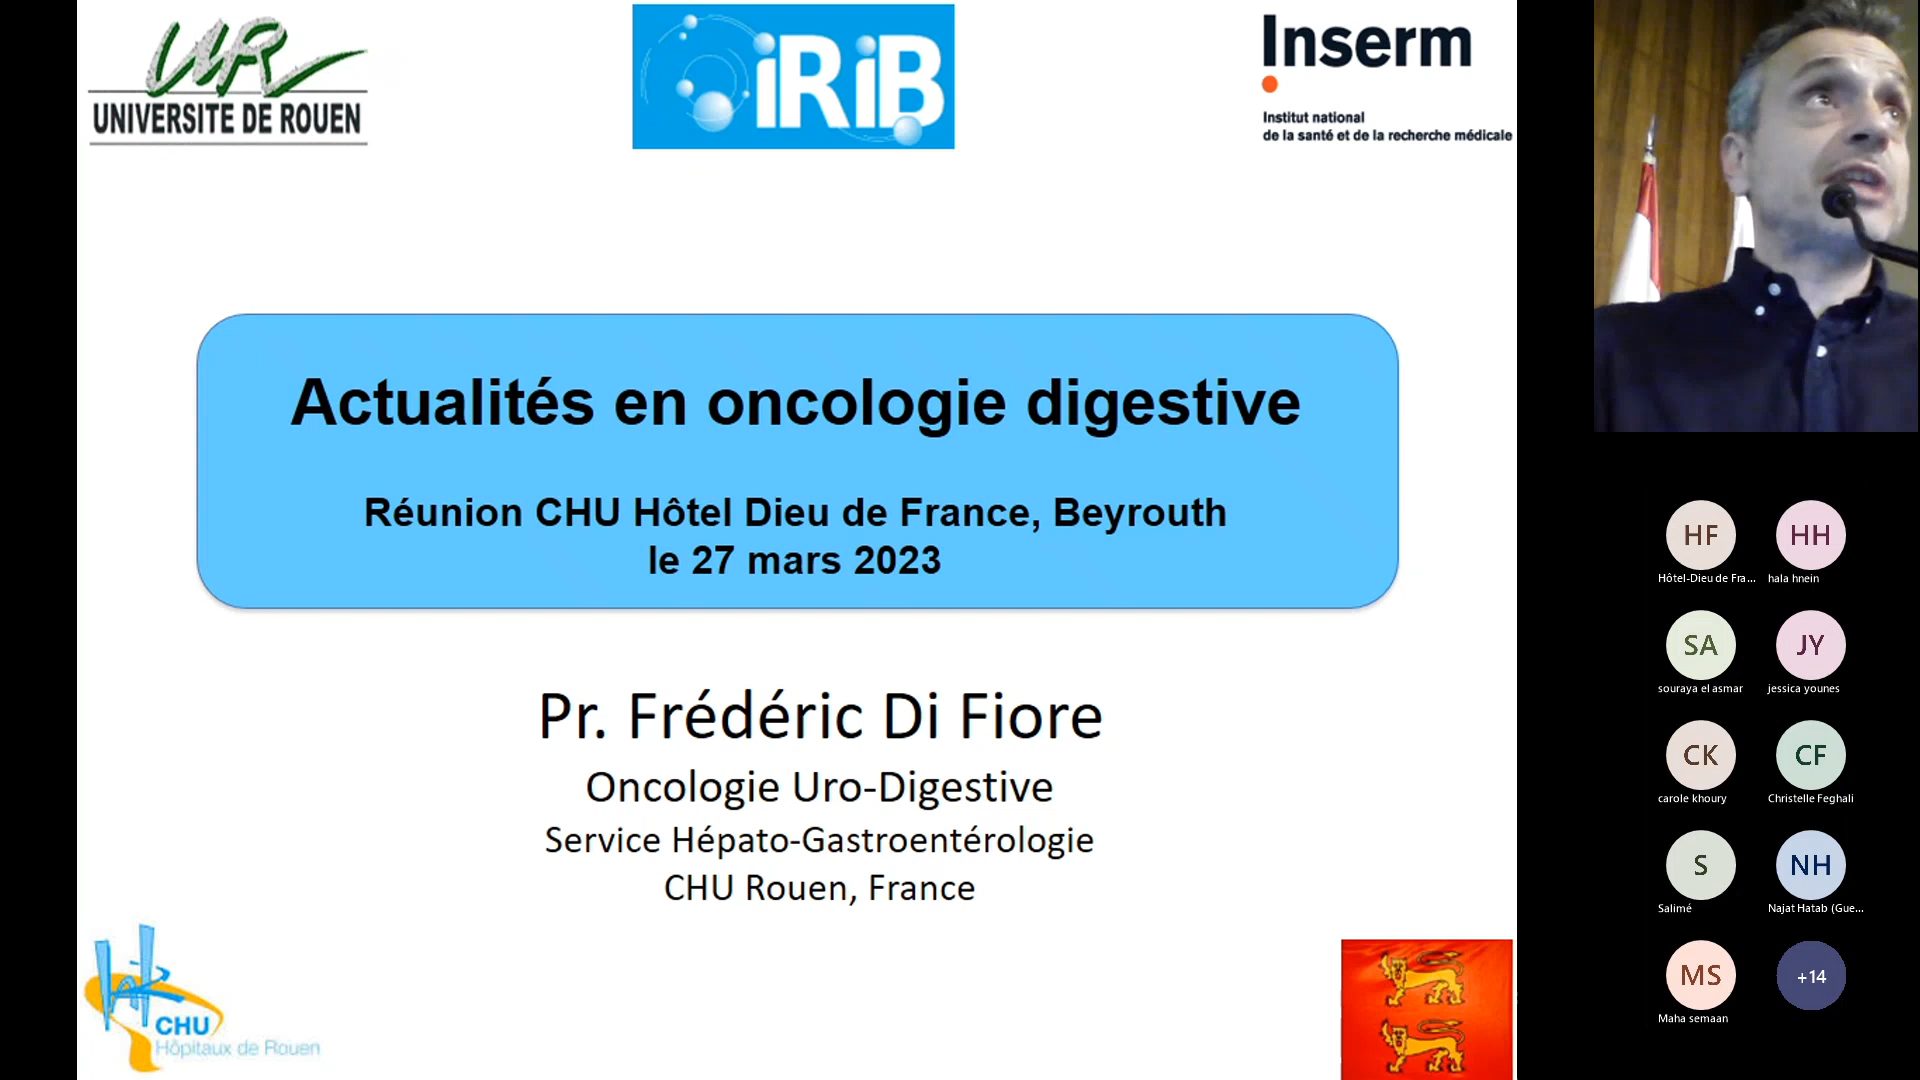 UR
UNIVERSITE DE ROUEN
iRiB
Inserm
Institut national
de la santé et de la recherche médicale
Actualités en oncologie digestive
Réunion CHU Hôtel Dieu de France, Beyrouth
le 27 mars 2023
Pr. Frédéric Di Fiore
Oncologie Uro-Digestive
Service Hépato-Gastroentérologie
CHU Rouen, France
CHU
Hôpitaux de Rouen
HF
Hôtel-Dieu de Fra...
HH
hala hnein
SA
souraya el asmar
JY
jessica younes
CK
carole khoury
CF
Christelle Feghali
S
Salimé
NH
Najat Hatab (Gue...
MS
Maha semaan
+14